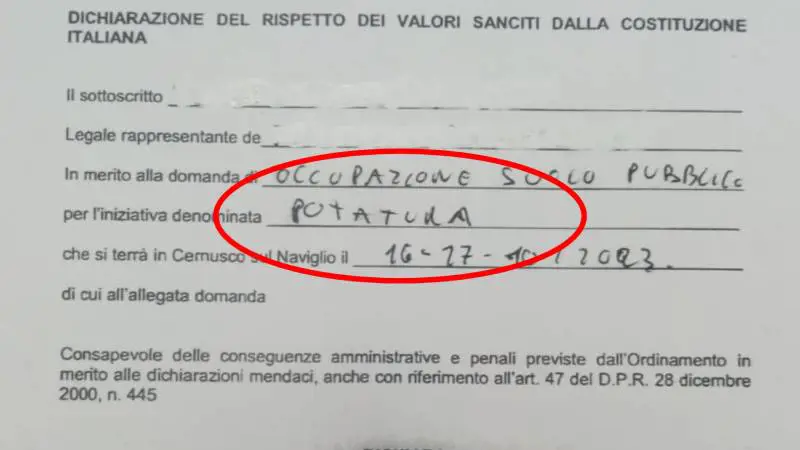 DICHIARAZIONE DEL RISPETTO DEI VALORI SANCITI DALLA COSTITUZIONE
ITALIANA
Il sottoscritto
Legale rappresentante de
In merito alla domanda di OCCUPAZIONE SUOLO PUBBLICO
per l'iniziativa denominata POTATURA
che si terrà in Cernusco sul Naviglio il 16-17-10/2023.
di cui all'allegata domanda
Consapevole delle conseguenze amministrative e penali previste dall'Ordinamento in
merito alle dichiarazioni mendaci, anche con riferimento all'art. 47 del D.P.R. 28 dicembre
2000, n. 445